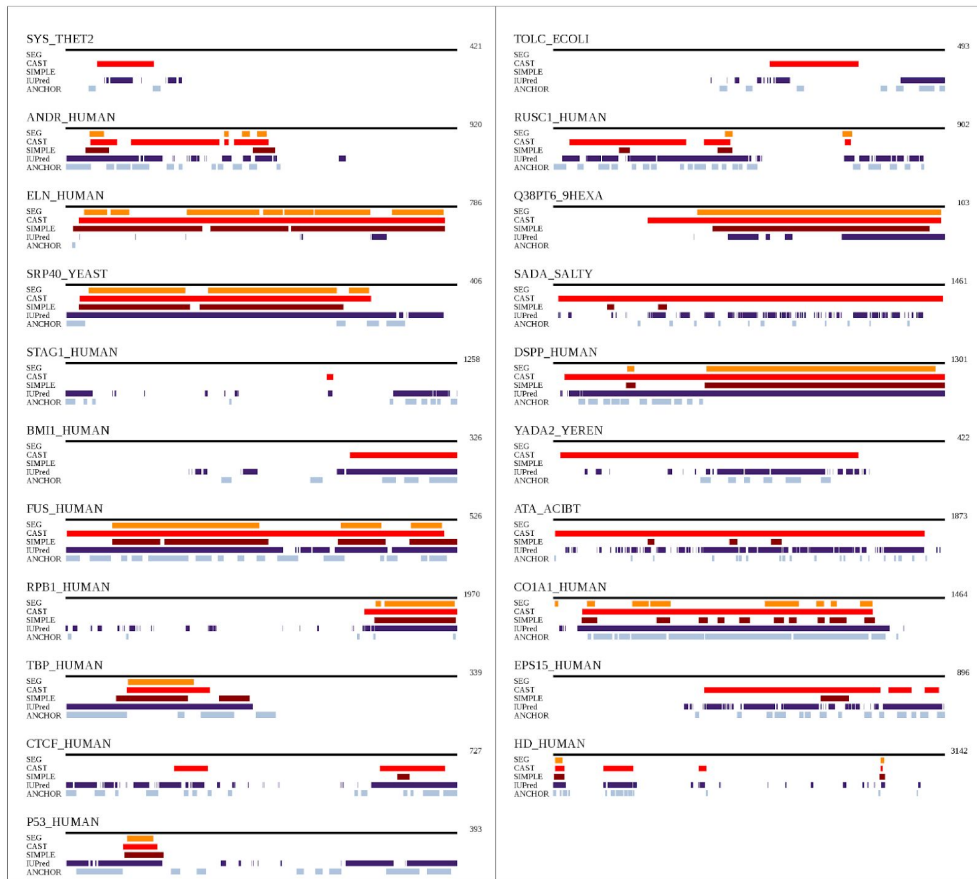 SYS_THET2
421
SEG
CAST
SIMPLE
IUPred
ANCHOR
ANDR_HUMAN
920
SEG
CAST
SIMPLE
IUPred
ANCHOR
ELN_HUMAN
786
SEG
CAST
SIMPLE
IUPred
ANCHOR
SRP40_YEAST
406
SEG
CAST
SIMPLE
IUPred
ANCHOR
STAG1_HUMAN
1258
SEG
CAST
SIMPLE
IUPred
ANCHOR
BMI1_HUMAN
326
SEG
CAST
SIMPLE
IUPred
ANCHOR
FUS_HUMAN
526
SEG
CAST
SIMPLE
IUPred
ANCHOR
RPB1_HUMAN
1970
SEG
CAST
SIMPLE
IUPred
ANCHOR
TBP_HUMAN
339
SEG
CAST
SIMPLE
IUPred
ANCHOR
CTCF_HUMAN
727
SEG
CAST
SIMPLE
IUPred
ANCHOR
P53_HUMAN
393
SEG
CAST
SIMPLE
IUPred
ANCHOR
TOLC_ECOLI
493
SEG
CAST
SIMPLE
IUPred
ANCHOR
RUSC1_HUMAN
902
SEG
CAST
SIMPLE
IUPred
ANCHOR
Q38PT6_9HEXA
103
SEG
CAST
SIMPLE
IUPred
ANCHOR
SADA_SALTY
1461
SEG
CAST
SIMPLE
IUPred
ANCHOR
DSPP_HUMAN
1301
SEG
CAST
SIMPLE
IUPred
ANCHOR
YADA2_YEREN
422
SEG
CAST
SIMPLE
IUPred
ANCHOR
ATA_ACIBT
1873
SEG
CAST
SIMPLE
IUPred
ANCHOR
CO1A1_HUMAN
1464
SEG
CAST
SIMPLE
IUPred
ANCHOR
EPS15_HUMAN
896
SEG
CAST
SIMPLE
IUPred
ANCHOR
HD_HUMAN
3142
SEG
CAST
SIMPLE
IUPred
ANCHOR